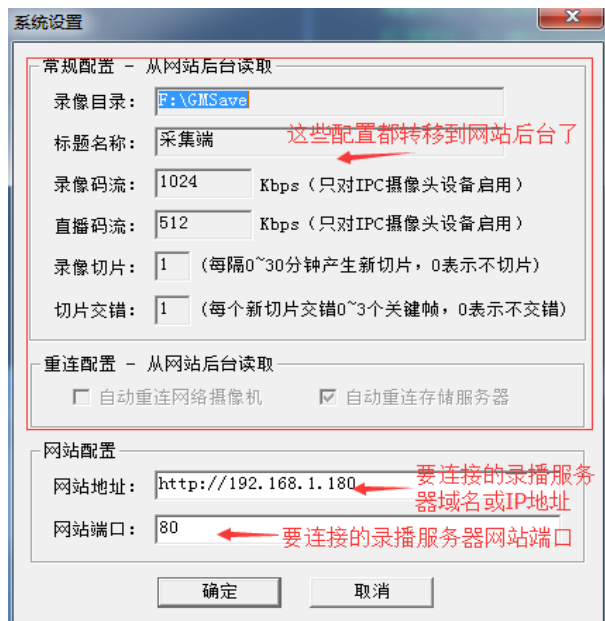 系统设置
常规配置 - 从网站后台读取
录像目录： F:\GMSave
标题名称： 采集端
这些配置都转移到网站后台了
录像码流： 1024 Kbps（只对IPC摄像头设备启用）
直播码流： 512 Kbps（只对IPC摄像头设备启用）
录像切片： 1 (每隔0~30分钟产生新切片，0表示不切片)
切片交错： 1 (每个新切片交错0~3个关键帧，0表示不交错)
重连配置 - 从网站后台读取
自动重连网络摄像机 自动重连存储服务器
网站配置
网站地址： http://192.168.1.180
要连接的录播服务
器域名或IP地址
网站端口： 80 要连接的录播服务器网站端口
确定 取消